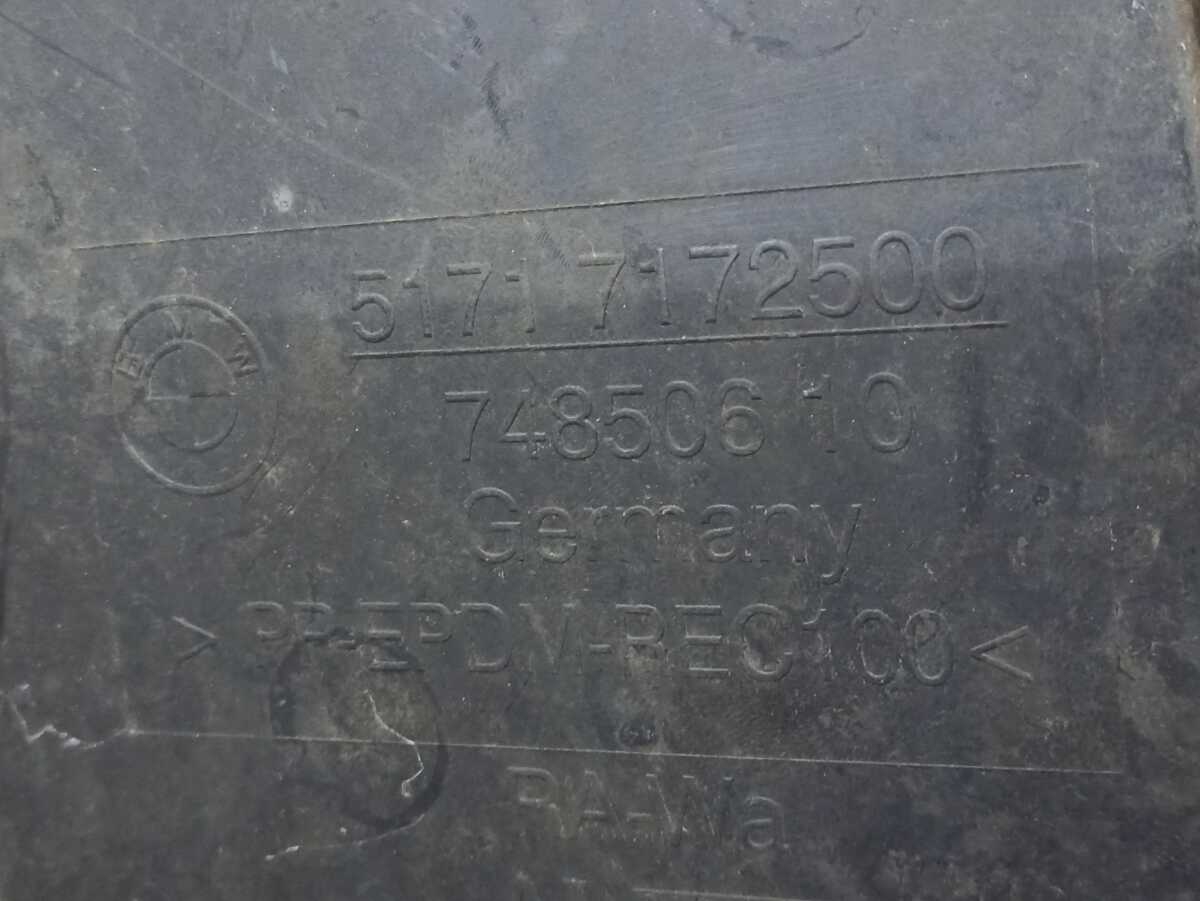 5171 7172500
BMW
748506 10
Germany
>PP-EPDM-REC100<
RA-Wa